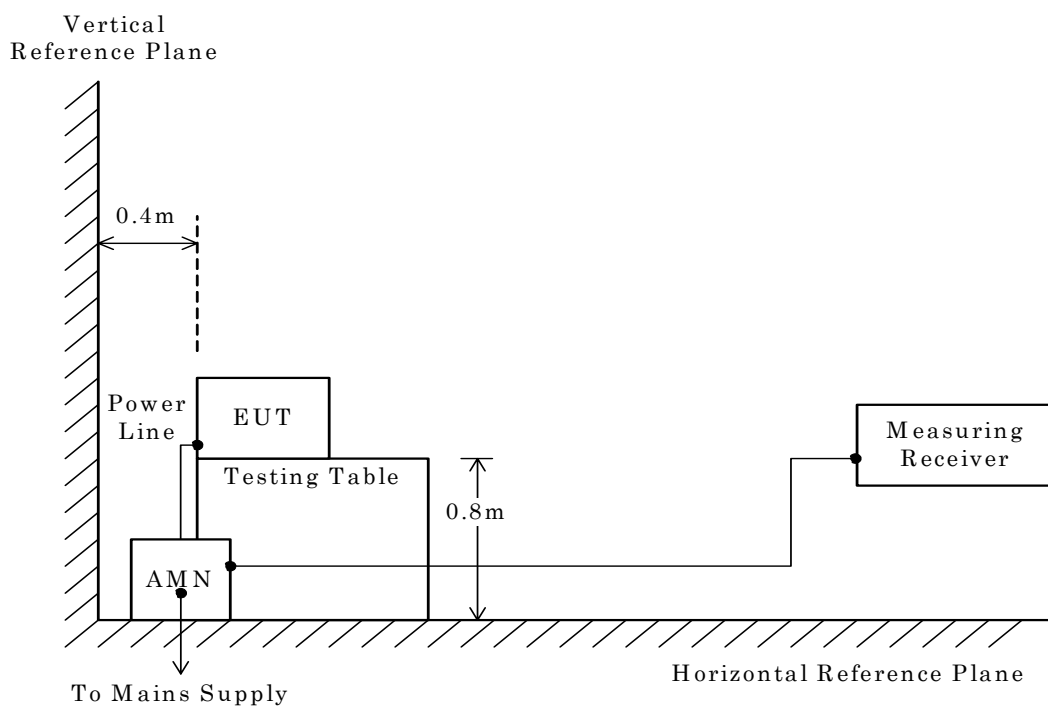 Vertical
Reference Plane
0.4m
Power
Line
EUT
Testing Table
Measuring
Receiver
0.8m
AMN
Horizontal Reference Plane
To Mains Supply